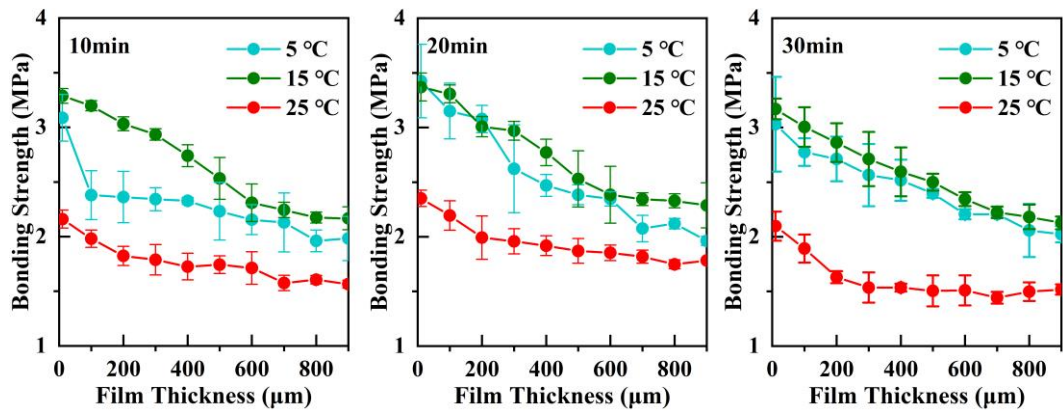 Bonding Strength (MPa)
4
3
2
1
10min
5 °C
15 °C
25 °C
0 200 400 600 800
Film Thickness (μm)
Bonding Strength (MPa)
4
3
2
1
20min
5 °C
15 °C
25 °C
0 200 400 600 800
Film Thickness (μm)
Bonding Strength (MPa)
4
3
2
1
30min
5 °C
15 °C
25 °C
0 200 400 600 800
Film Thickness (μm)